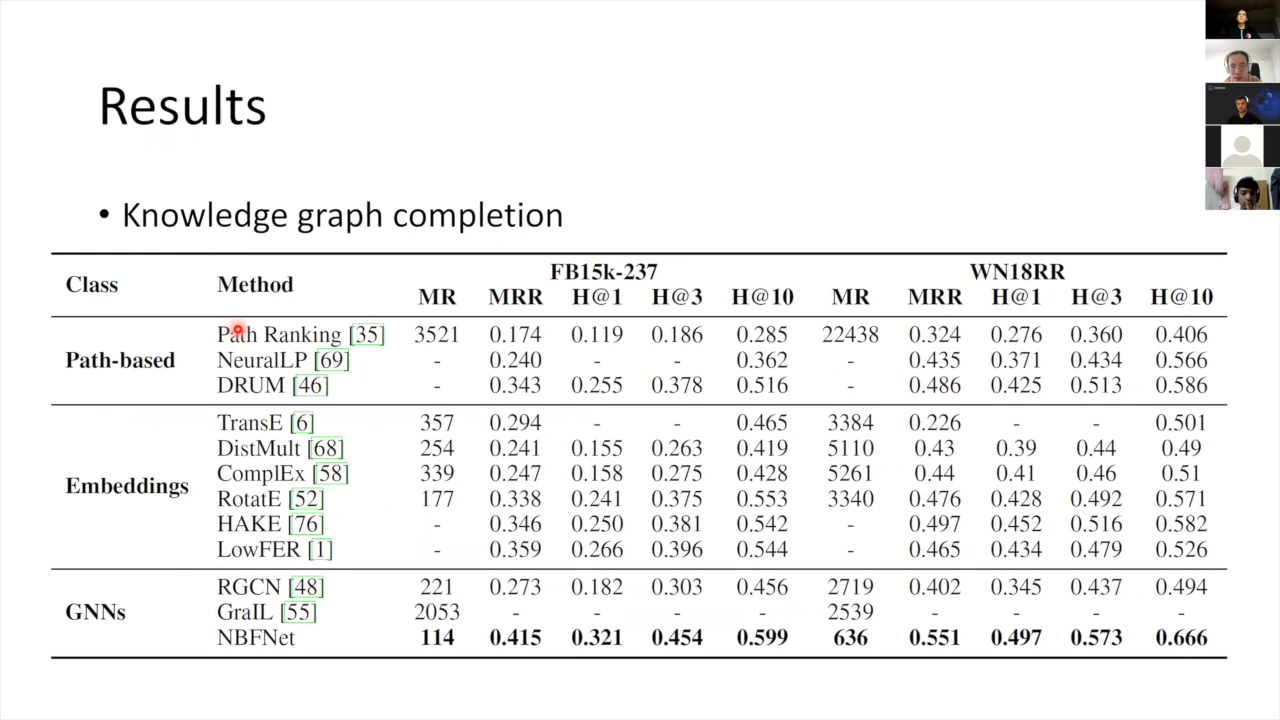 Results
• Knowledge graph completion
Class Method FB15k-237 WN18RR
MR MRR H@1 H@3 H@10 MR MRR H@1 H@3 H@10
Path-based
Path Ranking [35] 3521 0.174 0.119 0.186 0.285 22438 0.324 0.276 0.360 0.406
NeuralLP [69] - 0.240 - - 0.362 - 0.435 0.371 0.434 0.566
DRUM [46] - 0.343 0.255 0.378 0.516 - 0.486 0.425 0.513 0.586
Embeddings
TransE [6] 357 0.294 - - 0.465 3384 0.226 - - 0.501
DistMult [68] 254 0.241 0.155 0.263 0.419 5110 0.43 0.39 0.44 0.49
ComplEx [58] 339 0.247 0.158 0.275 0.428 5261 0.44 0.41 0.46 0.51
RotatE [52] 177 0.338 0.241 0.375 0.553 3340 0.476 0.428 0.492 0.571
HAKE [76] - 0.346 0.250 0.381 0.542 - 0.497 0.452 0.516 0.582
LowFER [1] - 0.359 0.266 0.396 0.544 - 0.465 0.434 0.479 0.526
GNNs
RGCN [48] 221 0.273 0.182 0.303 0.456 2719 0.402 0.345 0.437 0.494
GraIL [55] 2053 - - - - 2539 - - - -
NBFNet 114 0.415 0.321 0.454 0.599 636 0.551 0.497 0.573 0.666